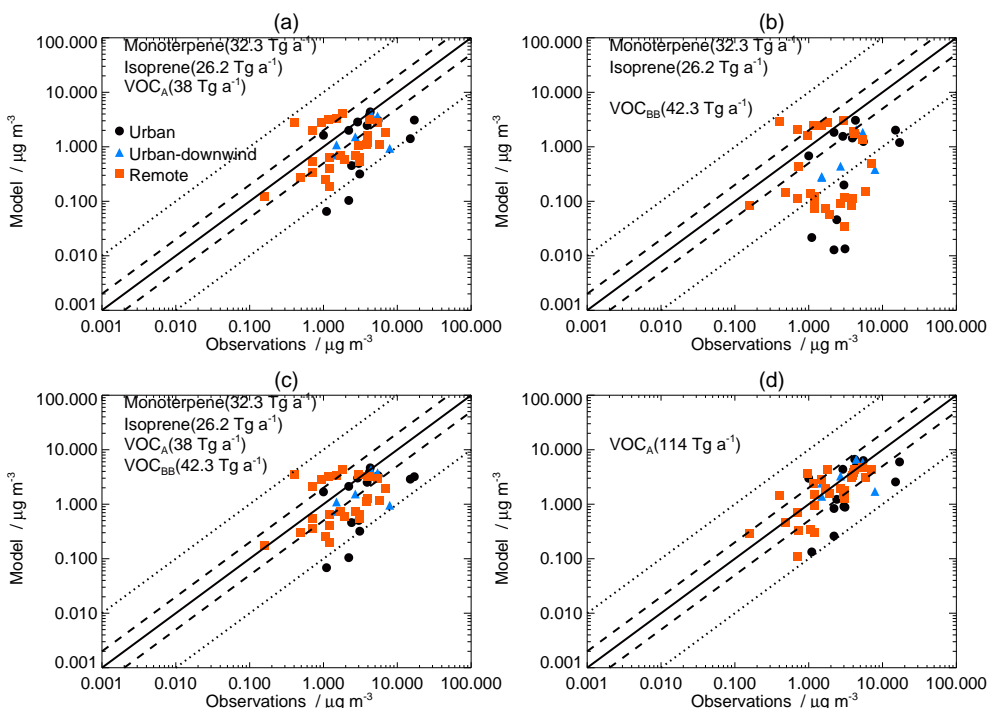 (a)
Monoterpene(32.3 Tg a⁻¹)
Isoprene(26.2 Tg a⁻¹)
VOC_A(38 Tg a⁻¹)
Urban
Urban-downwind
Remote
100.000
10.000
1.000
0.100
0.010
0.001
Model / μg m⁻³
0.001 0.010 0.100 1.000 10.000 100.000
Observations / μg m⁻³
(b)
Monoterpene(32.3 Tg a⁻¹)
Isoprene(26.2 Tg a⁻¹)
VOC_BB(42.3 Tg a⁻¹)
100.000
10.000
1.000
0.100
0.010
0.001
Model / μg m⁻³
0.001 0.010 0.100 1.000 10.000 100.000
Observations / μg m⁻³
(c)
Monoterpene(32.3 Tg a⁻¹)
Isoprene(26.2 Tg a⁻¹)
VOC_A(38 Tg a⁻¹)
VOC_BB(42.3 Tg a⁻¹)
100.000
10.000
1.000
0.100
0.010
0.001
Model / μg m⁻³
0.001 0.010 0.100 1.000 10.000 100.000
Observations / μg m⁻³
(d)
VOC_A(114 Tg a⁻¹)
100.000
10.000
1.000
0.100
0.010
0.001
Model / μg m⁻³
0.001 0.010 0.100 1.000 10.000 100.000
Observations / μg m⁻³